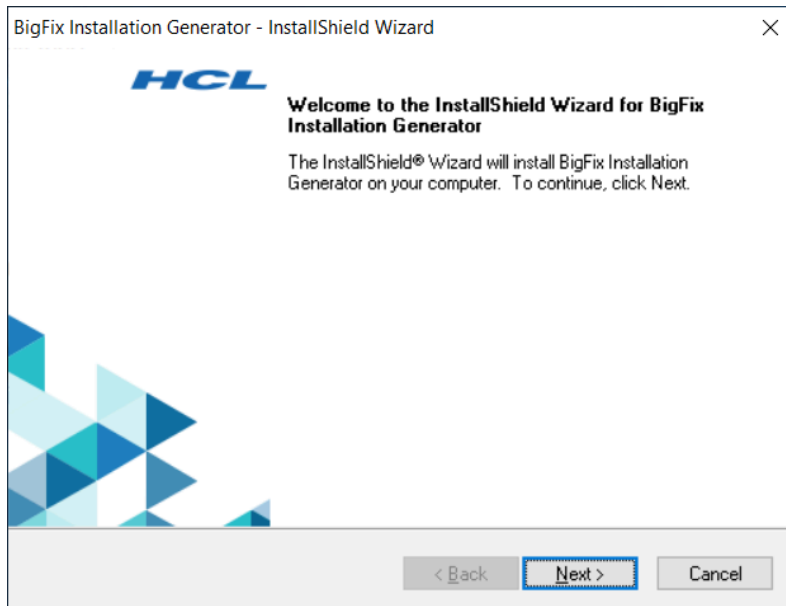 BigFix Installation Generator - InstallShield Wizard
HCL
Welcome to the InstallShield Wizard for BigFix
Installation Generator
The InstallShield® Wizard will install BigFix Installation
Generator on your computer.  To continue, click Next.
< Back
Next >
Cancel